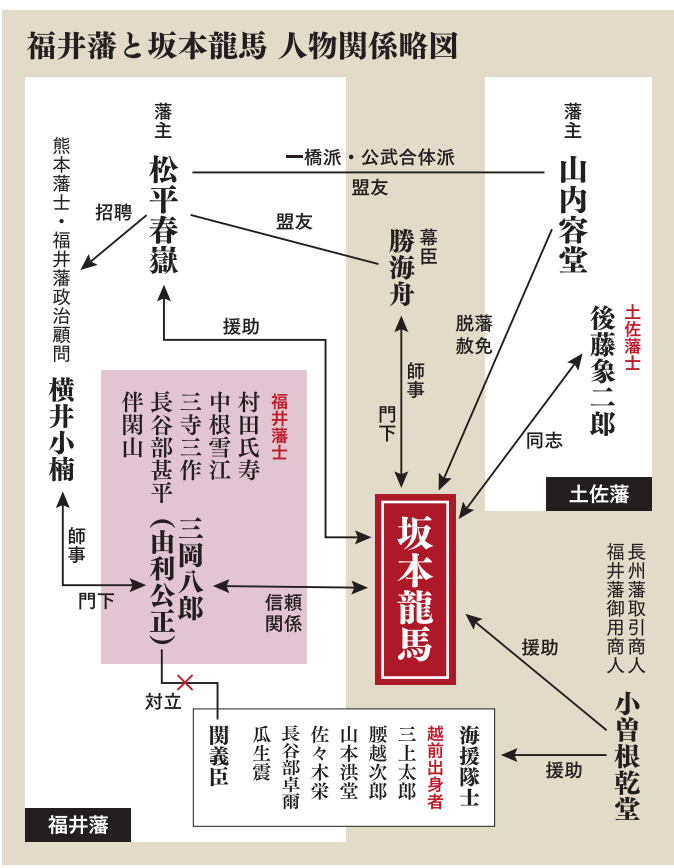 福井藩と坂本龍馬 人物関係略図
藩主
山内容堂
一橋派・公武合体派
盟友
藩主
松平春嶽
熊本藩士・福井藩政治顧問
横井小楠
招聘
盟友
幕臣
勝海舟
脱藩
赦免
土佐藩士
後藤象二郎
援助
師事
門下
同志
土佐藩
福井藩士
村田氏寿
中根雪江
三寺三作
長谷部甚平
伴閑山
三岡八郎
(由利公正)
坂本龍馬
師事
門下
信頼
関係
長州藩取引商人
福井藩御用商人
小曽根乾堂
援助
援助
対立
海援隊士
越前出身者
三上太郎
腰越次郎
山本洪堂
佐々木栄
長谷部卓爾
瓜生震
関義臣
福井藩